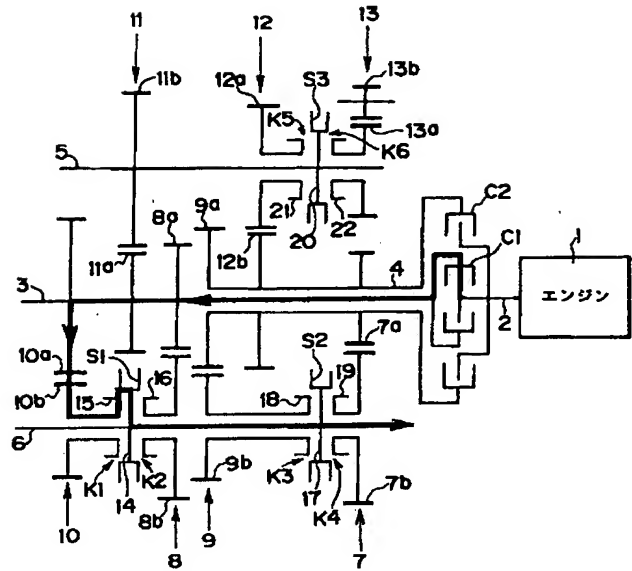 11 12 13
11b 12a S3 13b
K5 13a
K6
5
9a 21 20 22 C2
8a 12b C1 1
11a
3 4 エンジン
2
10a S1 16 S2 7a
10b 15 18 19
6
K1 14 K2 9b K3 17 K4 7b
10 8b 8 9 7